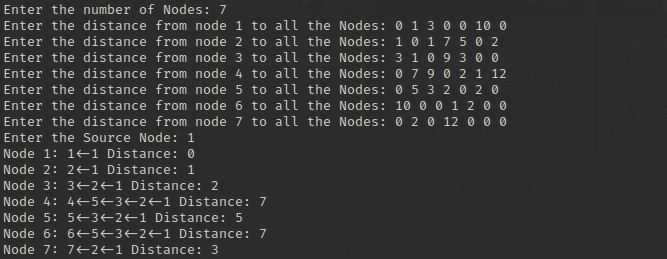 Enter the number of Nodes: 7
Enter the distance from node 1 to all the Nodes: 0 1 3 0 0 10 0
Enter the distance from node 2 to all the Nodes: 1 0 1 7 5 0 2
Enter the distance from node 3 to all the Nodes: 3 1 0 9 3 0 0
Enter the distance from node 4 to all the Nodes: 0 7 9 0 2 1 12
Enter the distance from node 5 to all the Nodes: 0 5 3 2 0 2 0
Enter the distance from node 6 to all the Nodes: 10 0 0 1 2 0 0
Enter the distance from node 7 to all the Nodes: 0 2 0 12 0 0 0
Enter the Source Node: 1
Node 1: 1<-1 Distance: 0
Node 2: 2<-1 Distance: 1
Node 3: 3<-2<-1 Distance: 2
Node 4: 4<-5<-3<-2<-1 Distance: 7
Node 5: 5<-3<-2<-1 Distance: 5
Node 6: 6<-5<-3<-2<-1 Distance: 7
Node 7: 7<-2<-1 Distance: 3